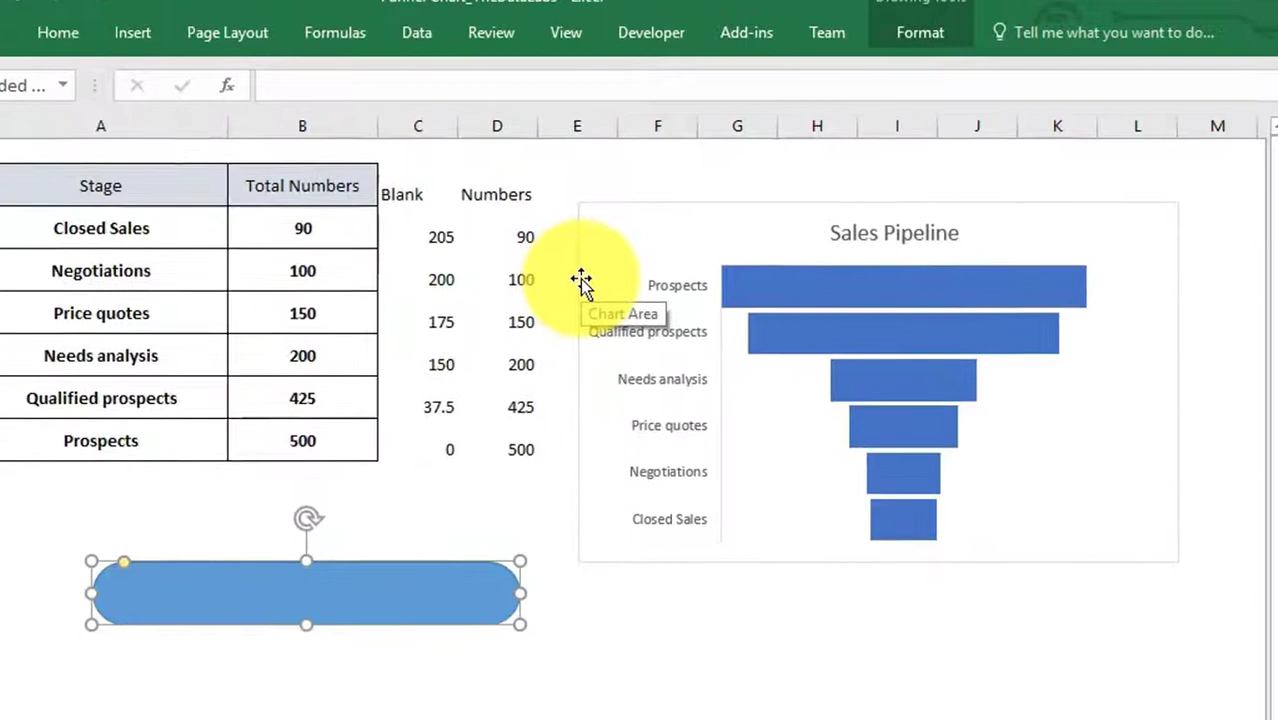 Home Insert Page Layout Formulas Data Review View Developer Add-ins Team Format Tell me what you want to do...
ded ... fx
A B C D E F G H I J K L M
Stage Total Numbers Blank Numbers
Closed Sales 90 205 90
Negotiations 100 200 100
Price quotes 150 175 150
Needs analysis 200 150 200
Qualified prospects 425 37.5 425
Prospects 500 0 500
Sales Pipeline
Prospects
Chart Area
Qualified prospects
Needs analysis
Price quotes
Negotiations
Closed Sales